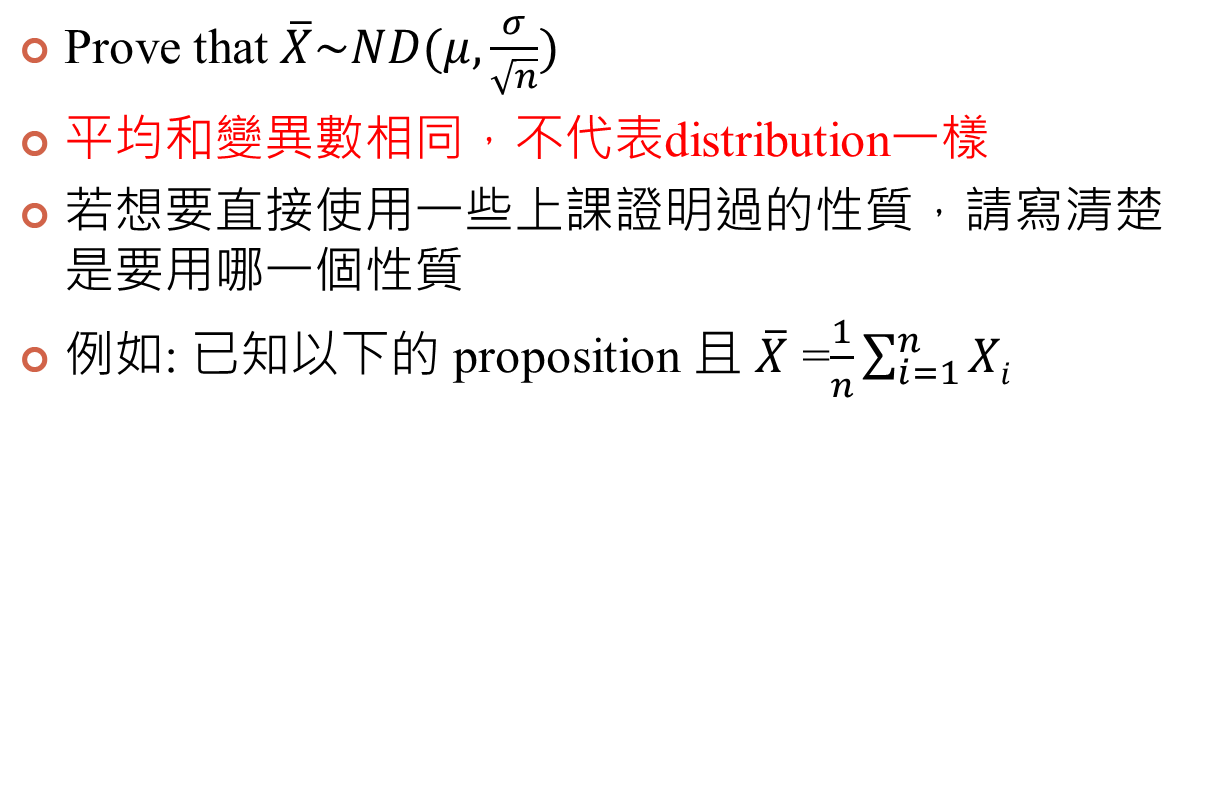 Prove that X̄~ND(μ, σ/√n)
平均和變異數相同，不代表distribution一樣
若想要直接使用一些上課證明過的性質，請寫清楚
是要用哪一個性質
例如: 已知以下的 proposition 且 X̄ = 1/n ∑ⁿᵢ₌₁ Xᵢ